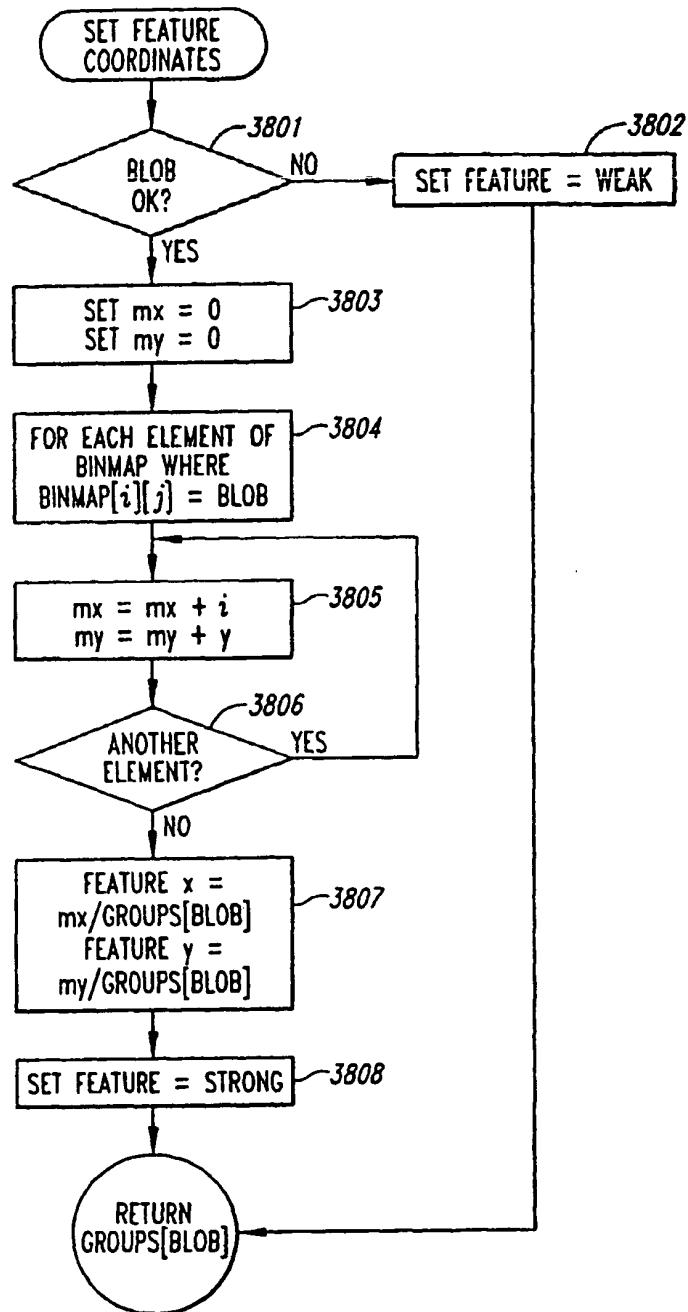 SET FEATURE
COORDINATES
3801
BLOB
OK?
NO
3802
SET FEATURE = WEAK
YES
SET mx = 0
SET my = 0
3803
FOR EACH ELEMENT OF
BINMAP WHERE
BINMAP[i][j] = BLOB
3804
mx = mx + i
my = my + y
3805
3806
ANOTHER
ELEMENT?
YES
NO
FEATURE x =
mx/GROUPS[BLOB]
FEATURE y =
my/GROUPS[BLOB]
3807
SET FEATURE = STRONG
3808
RETURN
GROUPS[BLOB]